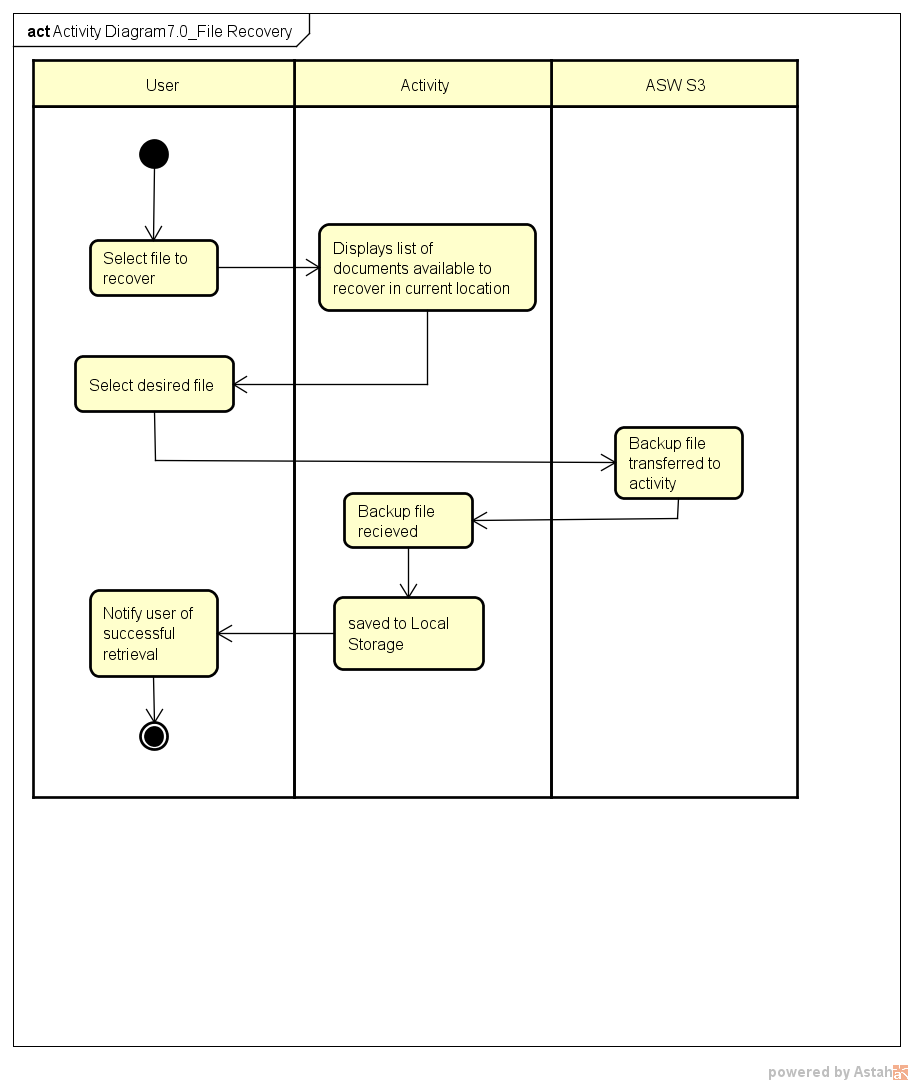 act Activity Diagram7.0_File Recovery
User
Activity
ASW S3
Select file to
recover
Displays list of
documents available to
recover in current location
Select desired file
Backup file
transferred to
activity
Backup file
recieved
Notify user of
successful
retrieval
saved to Local
Storage
powered by Astah